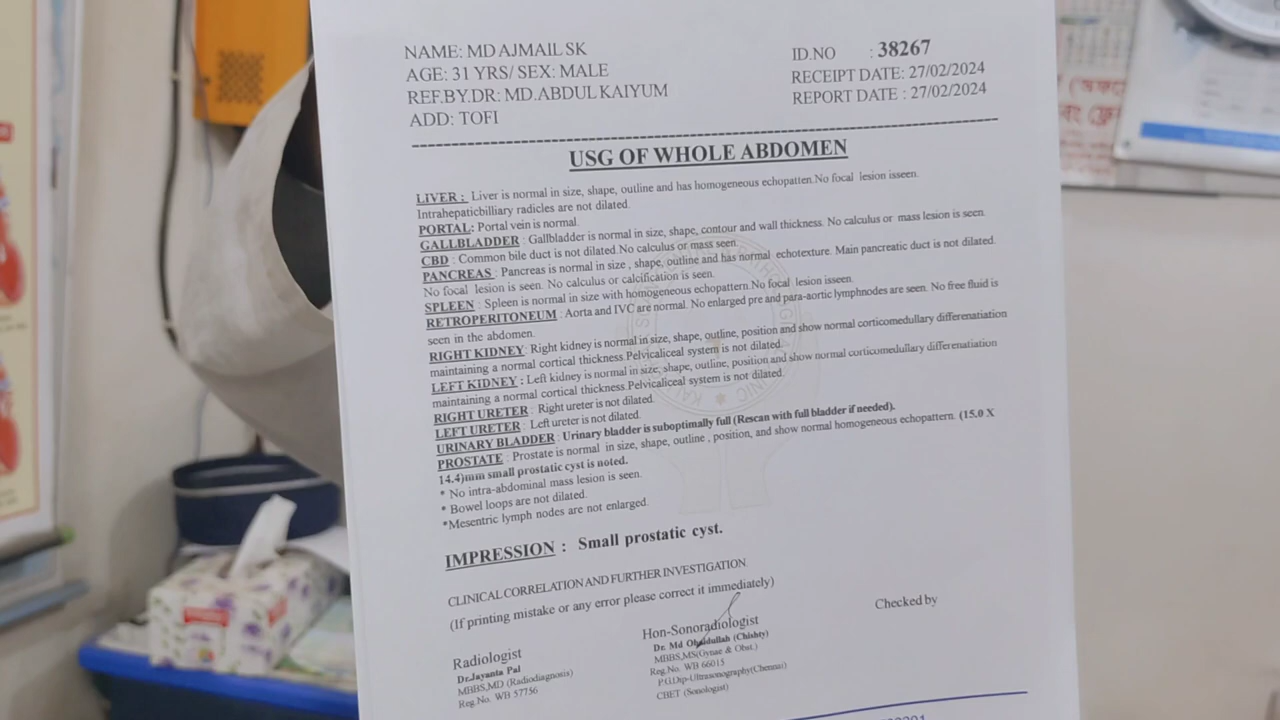 NAME: MD AJMAIL SK
AGE: 31 YRS/ SEX: MALE
REF.BY.DR: MD.ABDUL KAIYUM
ADD: TOFI
ID.NO : 38267
RECEIPT DATE: 27/02/2024
REPORT DATE : 27/02/2024
USG OF WHOLE ABDOMEN
LIVER : Liver is normal in size, shape, outline and has homogeneous echopatten.No focal lesion isseen.
Intrahepaticbilliary radicles are not dilated.
PORTAL: Portal vein is normal.
GALLBLADDER : Gallbladder is normal in size, shape, contour and wall thickness. No calculus or mass lesion is seen.
CBD : Common bile duct is not dilated.No calculus or mass seen.
PANCREAS : Pancreas is normal in size , shape, outline and has normal echotexture. Main pancreatic duct is not dilated.
No focal lesion is seen. No calculus or calcification is seen.
SPLEEN : Spleen is normal in size with homogeneous echopattern.No focal lesion isseen.
RETROPERITONEUM : Aorta and IVC are normal. No enlarged pre and para-aortic lymphnodes are seen. No free fluid is
seen in the abdomen.
RIGHT KIDNEY: Right kidney is normal in size, shape, outline, position and show normal corticomedullary differenatiation
maintaining a normal cortical thickness.Pelvicaliceal system is not dilated.
LEFT KIDNEY : Left kidney is normal in size, shape, outline, position and show normal corticomedullary differenatiation
maintaining a normal cortical thickness.Pelvicaliceal system is not dilated.
RIGHT URETER : Right ureter is not dilated.
LEFT URETER : Left ureter is not dilated.
URINARY BLADDER : Urinary bladder is suboptimally full (Rescan with full bladder if needed).
PROSTATE : Prostate is normal in size, shape, outline , position, and show normal homogeneous echopattern. (15.0 X
14.4)mm small prostatic cyst is noted.
* No intra-abdominal mass lesion is seen.
* Bowel loops are not dilated.
*Mesentric lymph nodes are not enlarged.
IMPRESSION : Small prostatic cyst.
CLINICAL CORRELATION AND FURTHER INVESTIGATION
(If printing mistake or any error please correct it immediately)
Checked by
Radiologist
Dr.Jayanta Pal
MBBS,MD (Radiodiagnosis)
Reg.No. WB 57756
Hon-Sonoradiologist
Dr. Md Obaidullah (Chishty)
MBBS,MS(Gynae & Obst.)
Reg.No. WB 66015
P.G.Dip-Ultrasonography(Chennai)
CBET (Sonologist)